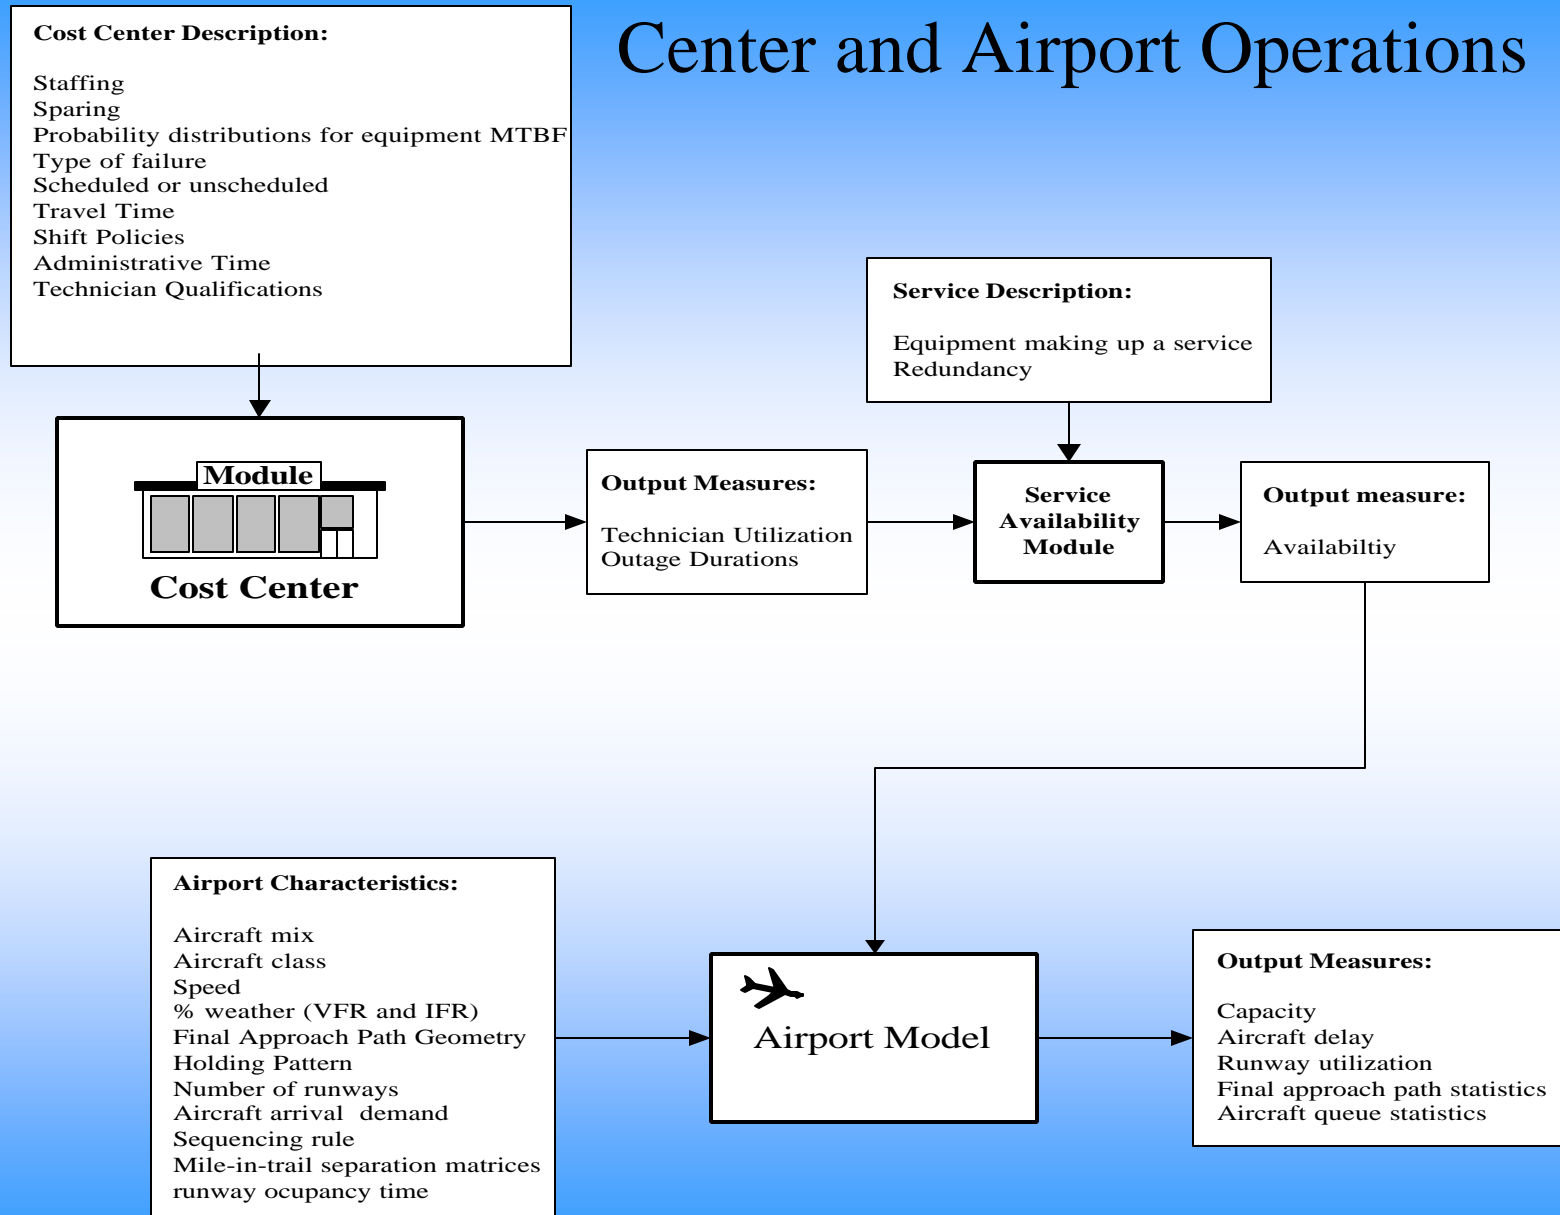 Center and Airport Operations
Cost Center Description:
Staffing
Sparing
Probability distributions for equipment MTBF
Type of failure
Scheduled or unscheduled
Travel Time
Shift Policies
Administrative Time
Technician Qualifications
Service Description:
Equipment making up a service
Redundancy
Module
Cost Center
Output Measures:
Technician Utilization
Outage Durations
Service
Availability
Module
Output measure:
Availabiltiy
Airport Characteristics:
Aircraft mix
Aircraft class
Speed
% weather (VFR and IFR)
Final Approach Path Geometry
Holding Pattern
Number of runways
Aircraft arrival  demand
Sequencing rule
Mile-in-trail separation matrices
runway ocupancy time
Airport Model
Output Measures:
Capacity
Aircraft delay
Runway utilization
Final approach path statistics
Aircraft queue statistics